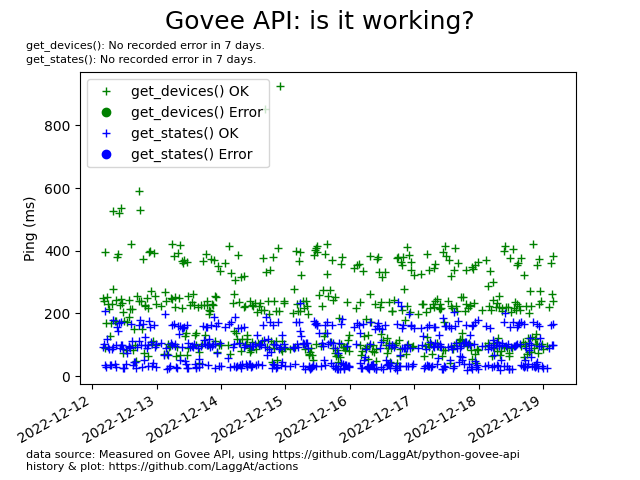 Govee API: is it working?
get_devices(): No recorded error in 7 days.
get_states(): No recorded error in 7 days.
get_devices() OK
get_devices() Error
get_states() OK
get_states() Error
Ping (ms)
800
600
400
200
0
2022-12-12
2022-12-13
2022-12-14
2022-12-15
2022-12-16
2022-12-17
2022-12-18
2022-12-19
data source: Measured on Govee API, using https://github.com/LaggAt/python-govee-api
history & plot: https://github.com/LaggAt/actions